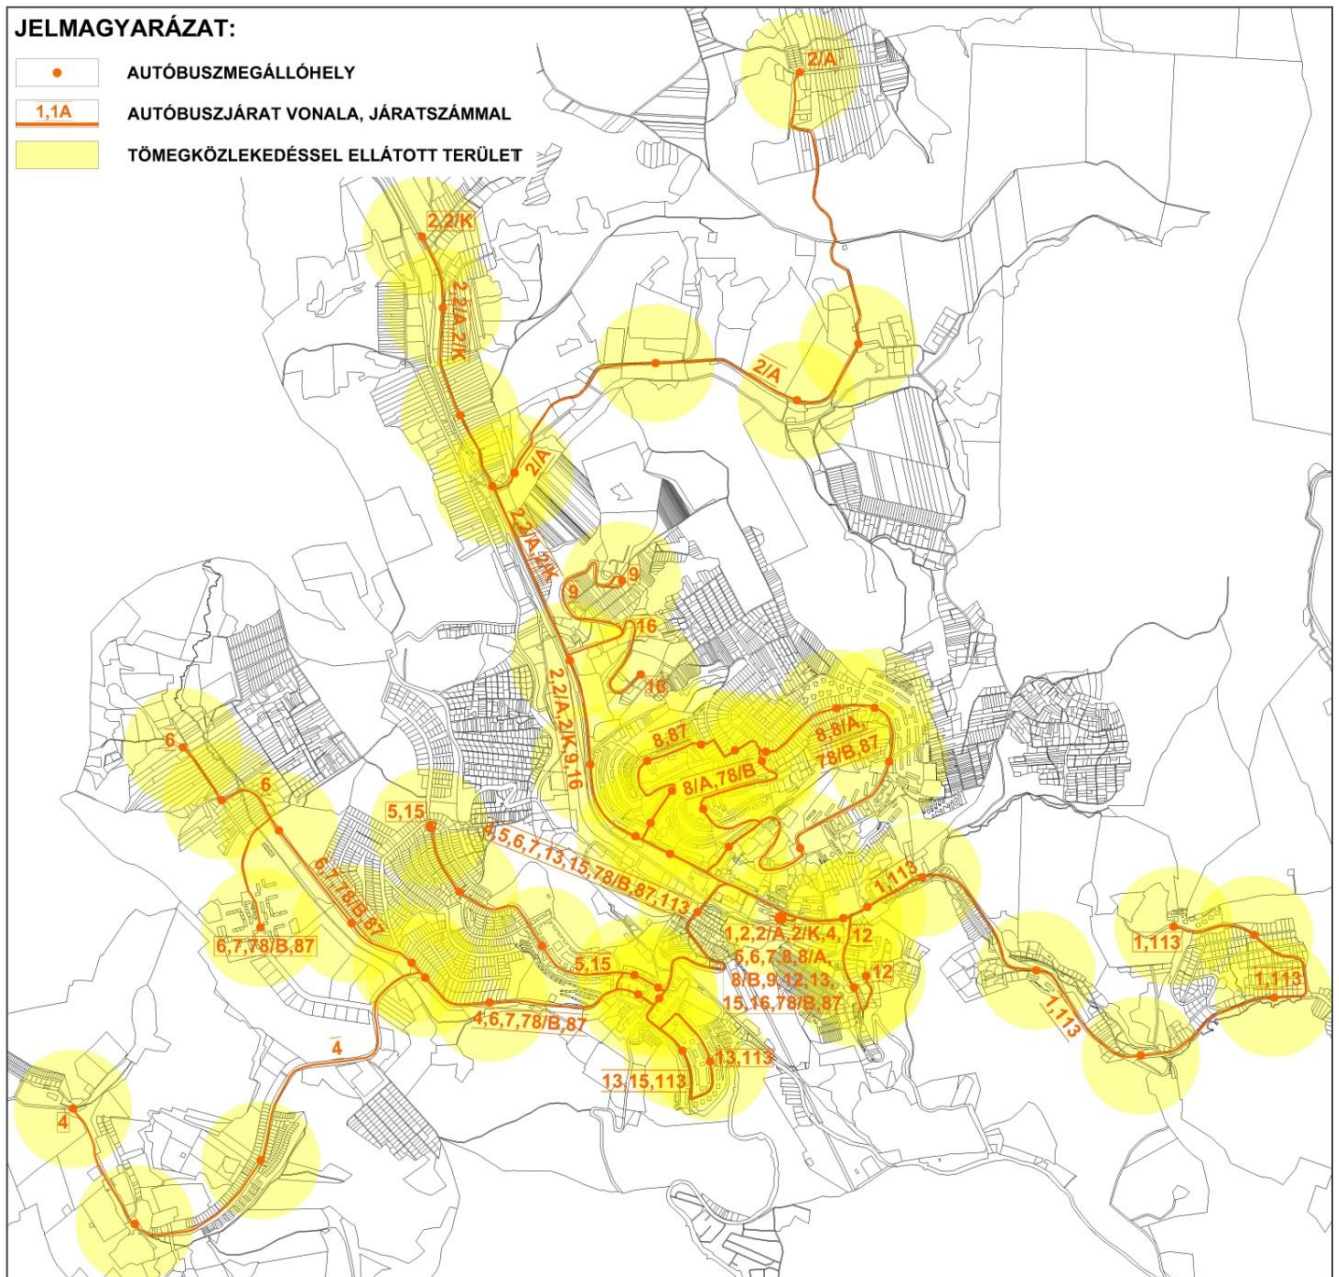 JELMAGYARÁZAT:
AUTÓBUSZMEGÁLLÓHELY
1,1A
AUTÓBUSZJÁRAT VONALA, JÁRATSZÁMMAL
TÖMEGKÖZLEKEDÉSSEL ELLÁTOTT TERÜLET
2/A
2,2/K
2,2/A,2/K
2/A
2/A
2,2/A,2/K
9
9
16
16
2,2/A,2/K,9,16
8,87
8,8/A,
78/B,87
8/A,78/B
6
6
5,15
4,5,6,7,13,15,78/B,87,113
6,7,78/B,87
6,7,78/B,87
1,113
12
1,2,2/A,2/K,4,
5,6,7,8,8/A,
8/B,9,12,13,
15,16,78/B,87
12
1,113
1,113
1,113
5,15
4,6,7,78/B,87
4
13,113
13,15,113
4